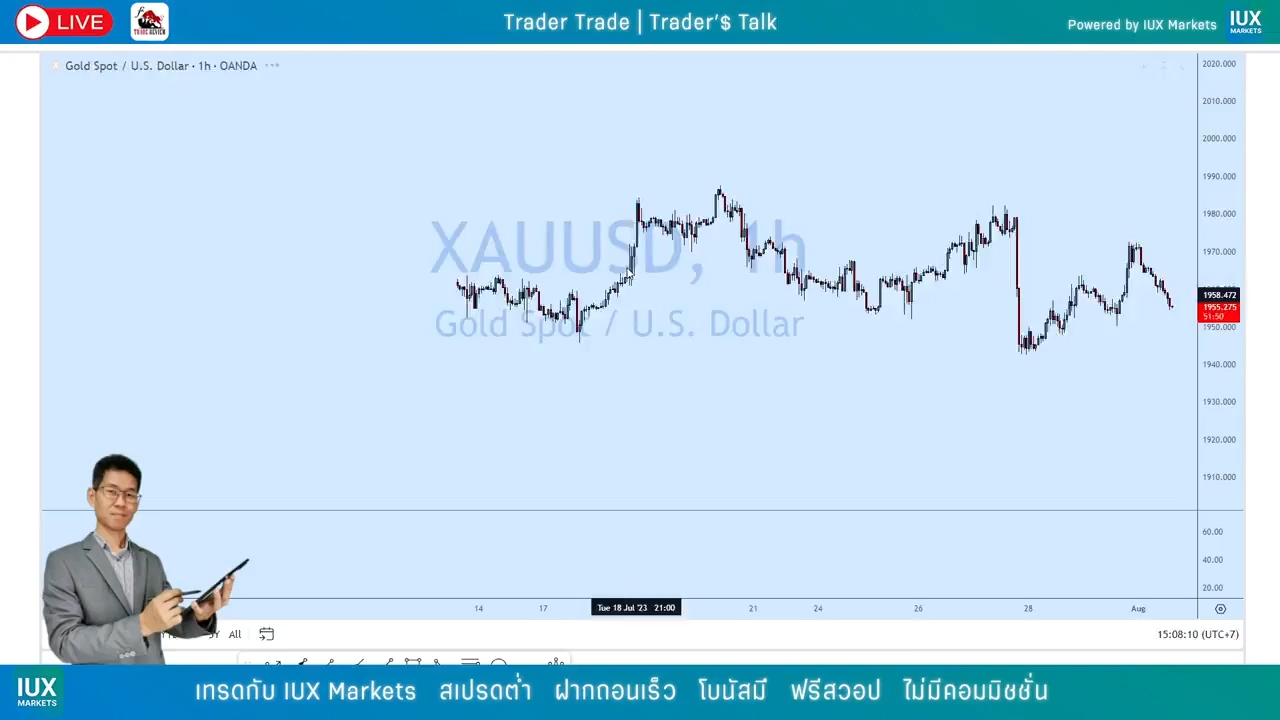 LIVE
TRADE REVIEW
Trader Trade | Trader’$ Talk
Powered by IUX Markets
IUX
MARKETS
Gold Spot / U.S. Dollar · 1h · OANDA
XAUUSD, 1h
Gold Spot / U.S. Dollar
2020.000
2010.000
2000.000
1990.000
1980.000
1970.000
1958.472
1955.275
51:50
1950.000
1940.000
1930.000
1920.000
1910.000
60.00
40.00
20.00
14
17
Tue 18 Jul '23 21:00
21
24
26
28
Aug
All
15:08:10 (UTC+7)
IUX
MARKETS
เทรดกับ IUX Markets สเปรดต่ำ ฝากถอนเร็ว โบนัสมี ฟรีสวอป ไม่มีคอมมิชชั่น